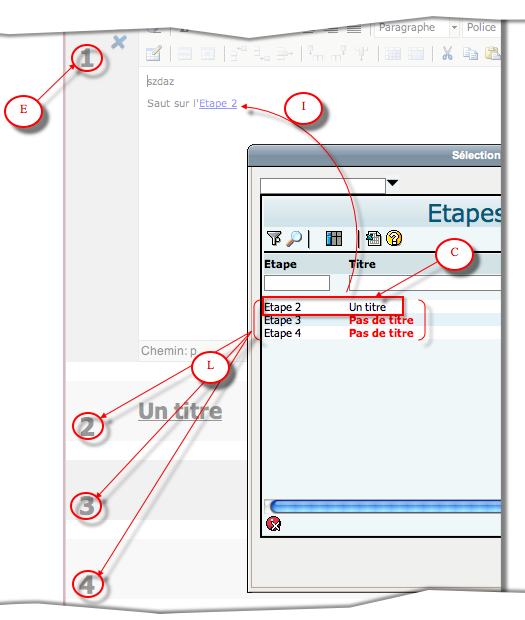 Paragraphe Police
1
E
szdaz
Saut sur l'Etape 2
I
Sélection
Etapes
C
Etape Titre
Etape 2 Un titre
Etape 3 Pas de titre
Etape 4 Pas de titre
Chemin: p
L
2 Un titre
3
4